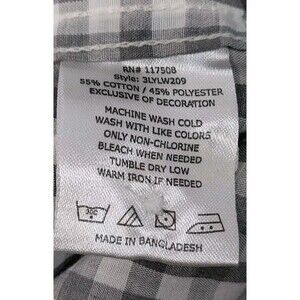 RN# 117508
Style: 3LYLW209
55% COTTON / 45% POLYESTER
EXCLUSIVE OF DECORATION
MACHINE WASH COLD
WASH WITH LIKE COLORS
ONLY NON-CHLORINE
BLEACH WHEN NEEDED
TUMBLE DRY LOW
WARM IRON IF NEEDED
30C
MADE IN BANGLADESH